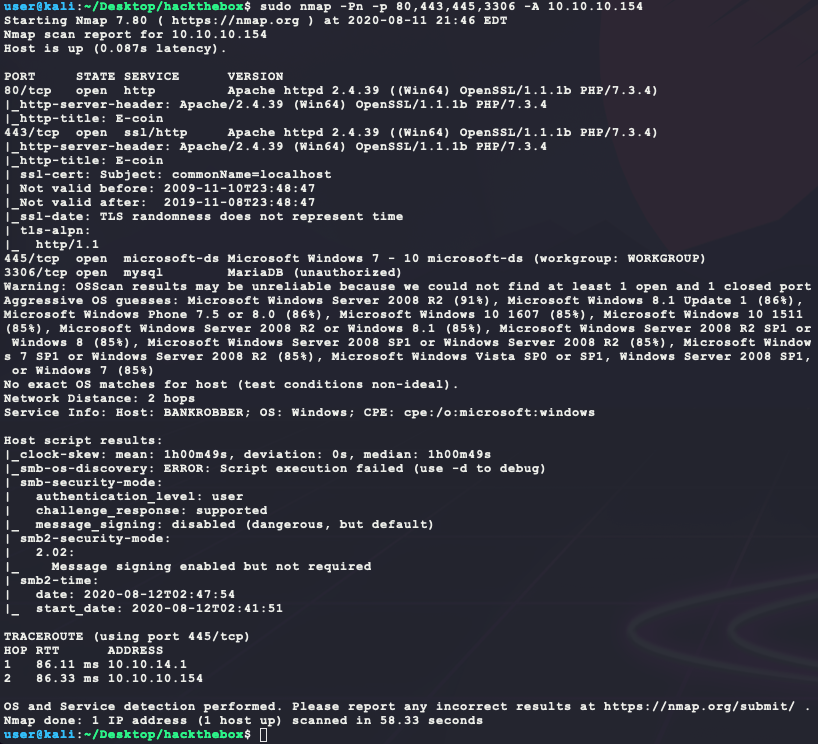 user@kali:~/Desktop/hackthebox$ sudo nmap -Pn -p 80,443,445,3306 -A 10.10.10.154
Starting Nmap 7.80 ( https://nmap.org ) at 2020-08-11 21:46 EDT
Nmap scan report for 10.10.10.154
Host is up (0.087s latency).

PORT     STATE SERVICE      VERSION
80/tcp   open  http         Apache httpd 2.4.39 ((Win64) OpenSSL/1.1.1b PHP/7.3.4)
|_http-server-header: Apache/2.4.39 (Win64) OpenSSL/1.1.1b PHP/7.3.4
|_http-title: E-coin
443/tcp  open  ssl/http     Apache httpd 2.4.39 ((Win64) OpenSSL/1.1.1b PHP/7.3.4)
|_http-server-header: Apache/2.4.39 (Win64) OpenSSL/1.1.1b PHP/7.3.4
|_http-title: E-coin
| ssl-cert: Subject: commonName=localhost
| Not valid before: 2009-11-10T23:48:47
|_Not valid after:  2019-11-08T23:48:47
|_ssl-date: TLS randomness does not represent time
| tls-alpn:
|_  http/1.1
445/tcp  open  microsoft-ds Microsoft Windows 7 - 10 microsoft-ds (workgroup: WORKGROUP)
3306/tcp open  mysql        MariaDB (unauthorized)
Warning: OSScan results may be unreliable because we could not find at least 1 open and 1 closed port
Aggressive OS guesses: Microsoft Windows Server 2008 R2 (91%), Microsoft Windows 8.1 Update 1 (86%),
Microsoft Windows Phone 7.5 or 8.0 (86%), Microsoft Windows 10 1607 (85%), Microsoft Windows 10 1511
(85%), Microsoft Windows Server 2008 R2 or Windows 8.1 (85%), Microsoft Windows Server 2008 R2 SP1 or
 Windows 8 (85%), Microsoft Windows Server 2008 SP1 or Windows Server 2008 R2 (85%), Microsoft Window
s 7 SP1 or Windows Server 2008 R2 (85%), Microsoft Windows Vista SP0 or SP1, Windows Server 2008 SP1,
 or Windows 7 (85%)
No exact OS matches for host (test conditions non-ideal).
Network Distance: 2 hops
Service Info: Host: BANKROBBER; OS: Windows; CPE: cpe:/o:microsoft:windows

Host script results:
|_clock-skew: mean: 1h00m49s, deviation: 0s, median: 1h00m49s
|_smb-os-discovery: ERROR: Script execution failed (use -d to debug)
| smb-security-mode:
|   authentication_level: user
|   challenge_response: supported
|_  message_signing: disabled (dangerous, but default)
| smb2-security-mode:
|   2.02:
|_    Message signing enabled but not required
| smb2-time:
|   date: 2020-08-12T02:47:54
|_  start_date: 2020-08-12T02:41:51

TRACEROUTE (using port 445/tcp)
HOP RTT      ADDRESS
1   86.11 ms 10.10.14.1
2   86.33 ms 10.10.10.154

OS and Service detection performed. Please report any incorrect results at https://nmap.org/submit/ .
Nmap done: 1 IP address (1 host up) scanned in 58.33 seconds
user@kali:~/Desktop/hackthebox$